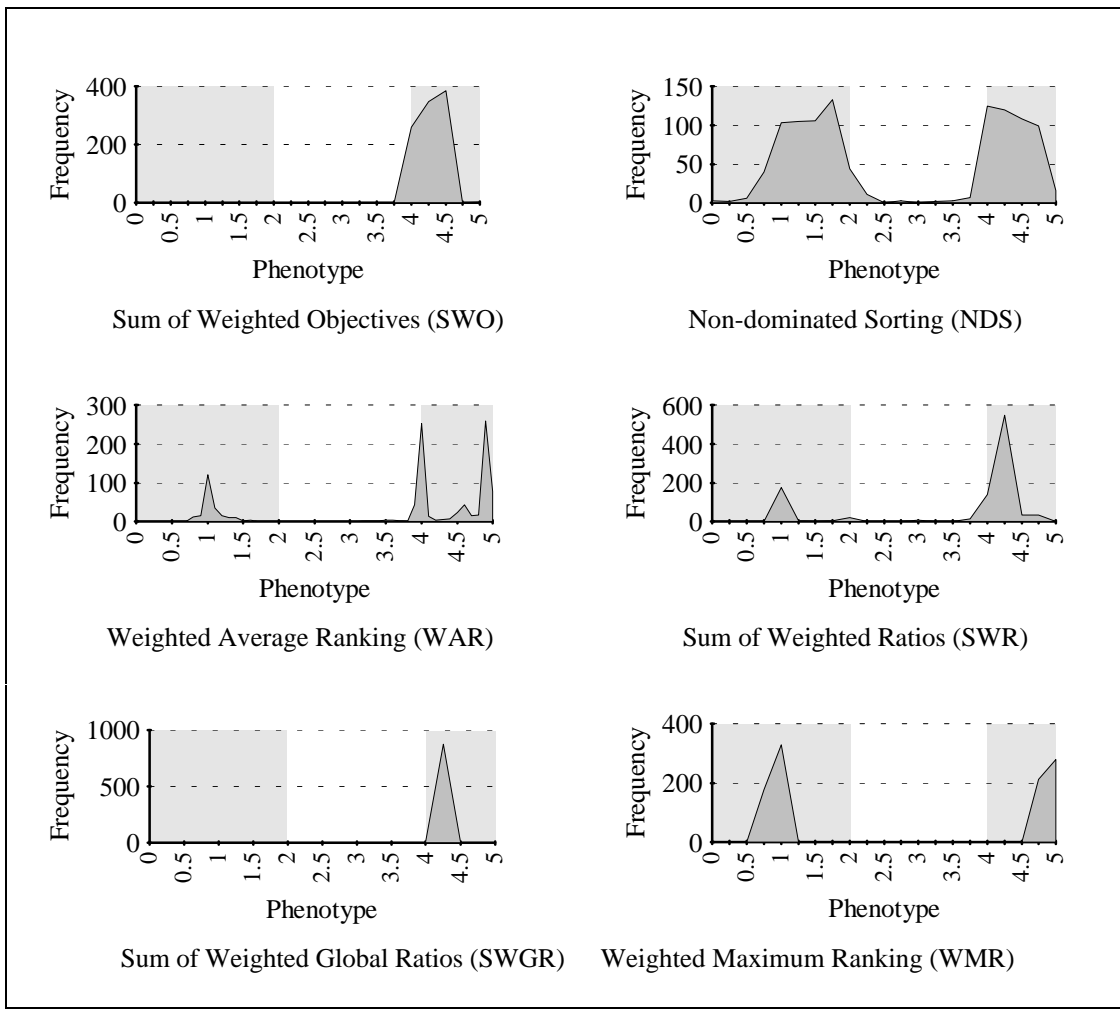 400
200
0
Frequency
0 0.5 1 1.5 2 2.5 3 3.5 4 4.5 5
Phenotype
Sum of Weighted Objectives (SWO)
150
100
50
0
Frequency
0 0.5 1 1.5 2 2.5 3 3.5 4 4.5 5
Phenotype
Non-dominated Sorting (NDS)
300
200
100
0
Frequency
0 0.5 1 1.5 2 2.5 3 3.5 4 4.5 5
Phenotype
Weighted Average Ranking (WAR)
600
400
200
0
Frequency
0 0.5 1 1.5 2 2.5 3 3.5 4 4.5 5
Phenotype
Sum of Weighted Ratios (SWR)
1000
500
0
Frequency
0 0.5 1 1.5 2 2.5 3 3.5 4 4.5 5
Phenotype
Sum of Weighted Global Ratios (SWGR)
400
200
0
Frequency
0 0.5 1 1.5 2 2.5 3 3.5 4 4.5 5
Phenotype
Weighted Maximum Ranking (WMR)